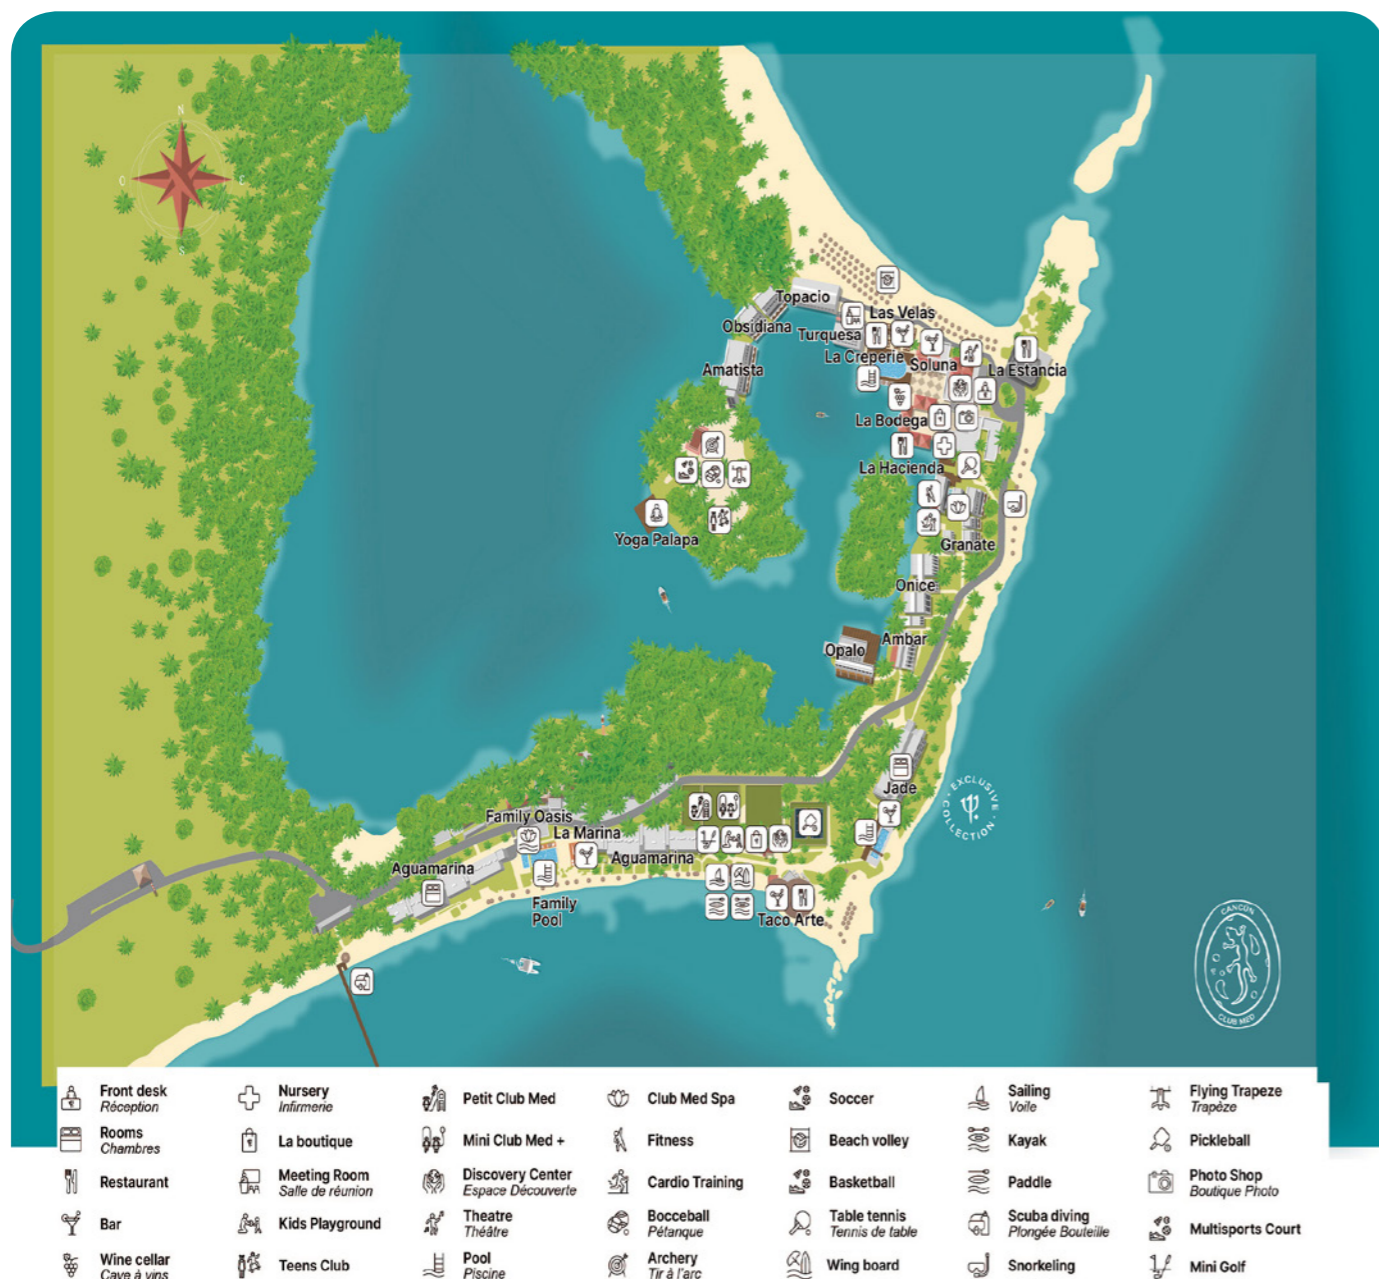 N
O
E
S
Topacio
Obsidiana
Las Velas
Turquesa
La Creperie
Soluna
Amatista
La Estancia
La Bodega
La Hacienda
Yoga Palapa
Granate
Onice
Ambar
Opalo
Jade
EXCLUSIVE
COLLECTION
Family Oasis
La Marina
Aguamarina
Aguamarina
Family
Pool
Taco Arte
CANCÚN
CLUB MED
Front desk
Réception
Nursery
Infirmerie
Petit Club Med
Club Med Spa
Soccer
Sailing
Voile
Flying Trapeze
Trapèze
Rooms
Chambres
La boutique
Mini Club Med +
Fitness
Beach volley
Kayak
Pickleball
Restaurant
Meeting Room
Salle de réunion
Discovery Center
Espace Découverte
Cardio Training
Basketball
Paddle
Photo Shop
Boutique Photo
Bar
Kids Playground
Theatre
Théâtre
Bocceball
Pétanque
Table tennis
Tennis de table
Scuba diving
Plongée Bouteille
Multisports Court
Wine cellar
Cave à vins
Teens Club
Pool
Piscine
Archery
Tir à l'arc
Wing board
Snorkeling
Mini Golf